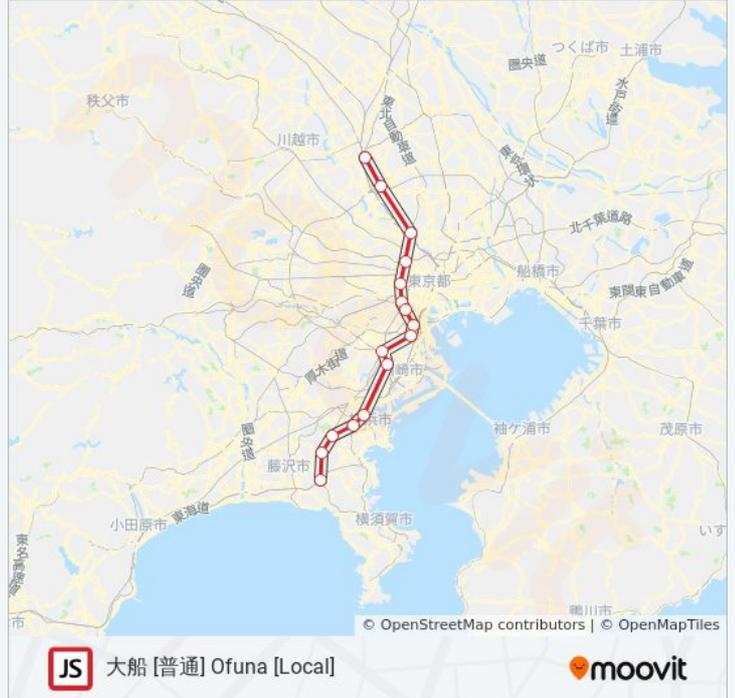 つくば市
土浦市
圏央道
水戸街道
秩父市
東北自動車道
川越市
北千葉道路
圏央道
東京都
船橋市
東関東自動車道
千葉市
厚木街道
崎市
圏央道
浜市
袖ケ浦市
茂原市
藤沢市
小田原市
東海道
横須賀市
いす
東名高速道
市
鴨川市
© OpenStreetMap contributors | © OpenMapTiles
JS 大船 [普通] Ofuna [Local]
moovit